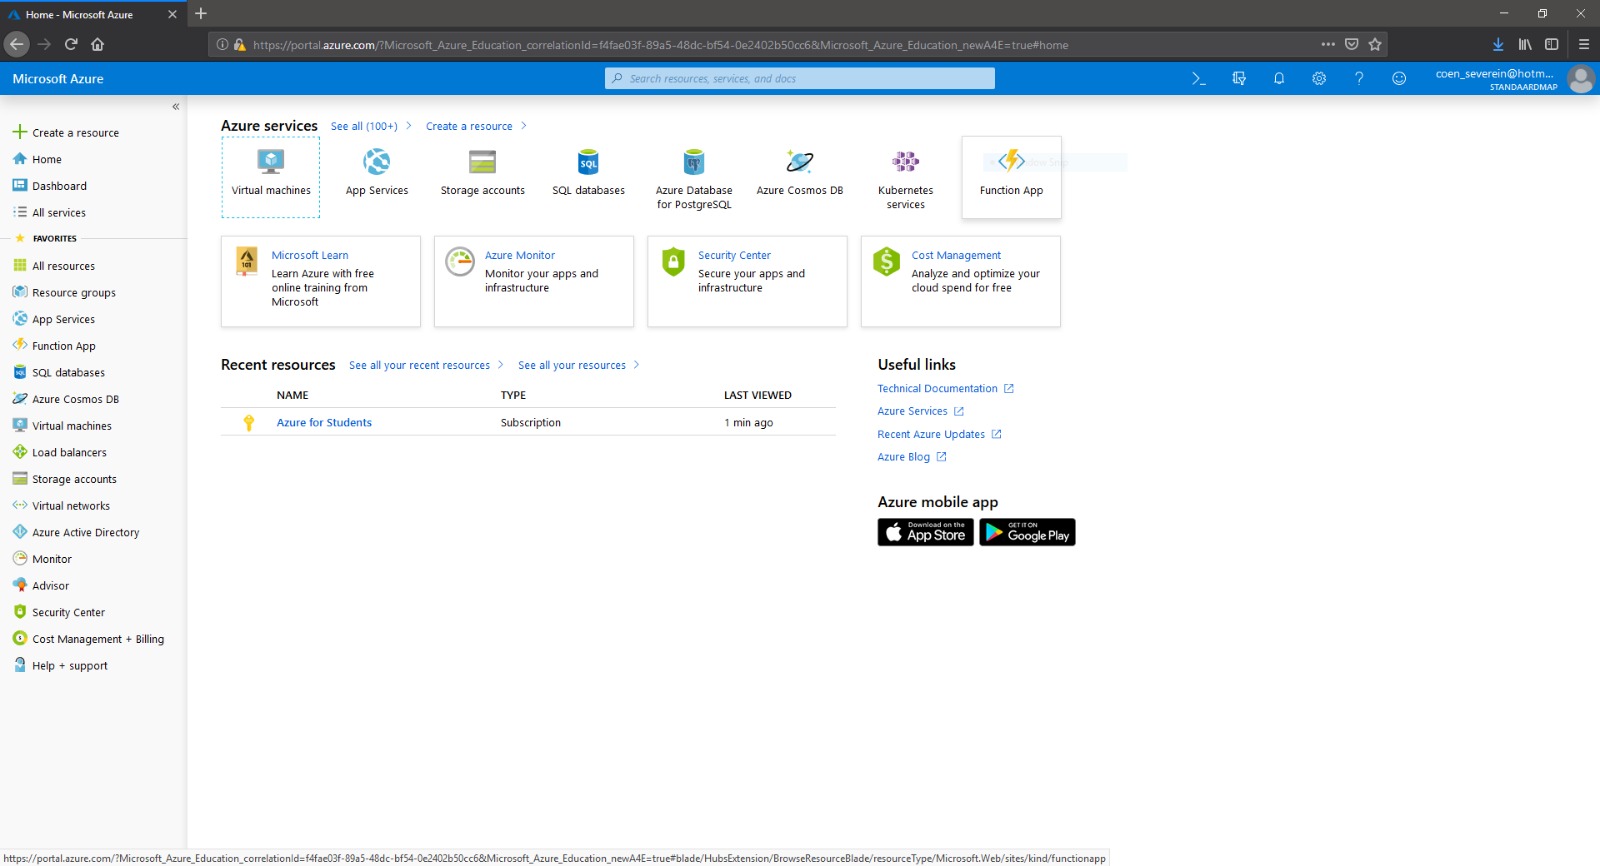 Home - Microsoft Azure
https://portal.azure.com/?Microsoft_Azure_Education_correlationId=f4fae03f-89a5-48dc-bf54-0e2402b50cc6&Microsoft_Azure_Education_newA4E=true#home
Microsoft Azure
Search resources, services, and docs
coen_severein@hotm...
STANDAARDMAP
Create a resource
Home
Dashboard
All services
FAVORITES
All resources
Resource groups
App Services
Function App
SQL databases
Azure Cosmos DB
Virtual machines
Load balancers
Storage accounts
Virtual networks
Azure Active Directory
Monitor
Advisor
Security Center
Cost Management + Billing
Help + support
Azure services See all (100+) Create a resource
Virtual machines
App Services
Storage accounts
SQL
SQL databases
Azure Database
for PostgreSQL
Azure Cosmos DB
Kubernetes
services
Function App
101
Microsoft Learn
Learn Azure with free
online training from
Microsoft
Azure Monitor
Monitor your apps and
infrastructure
Security Center
Secure your apps and
infrastructure
Cost Management
Analyze and optimize your
cloud spend for free
Recent resources See all your recent resources See all your resources
NAME TYPE LAST VIEWED
Azure for Students Subscription 1 min ago
Useful links
Technical Documentation
Azure Services
Recent Azure Updates
Azure Blog
Azure mobile app
Download on the
App Store
GET IT ON
Google Play
https://portal.azure.com/?Microsoft_Azure_Education_correlationId=f4fae03f-89a5-48dc-bf54-0e2402b50cc6&Microsoft_Azure_Education_newA4E=true#blade/HubsExtension/BrowseResourceBlade/resourceType/Microsoft.Web/sites/kind/functionapp